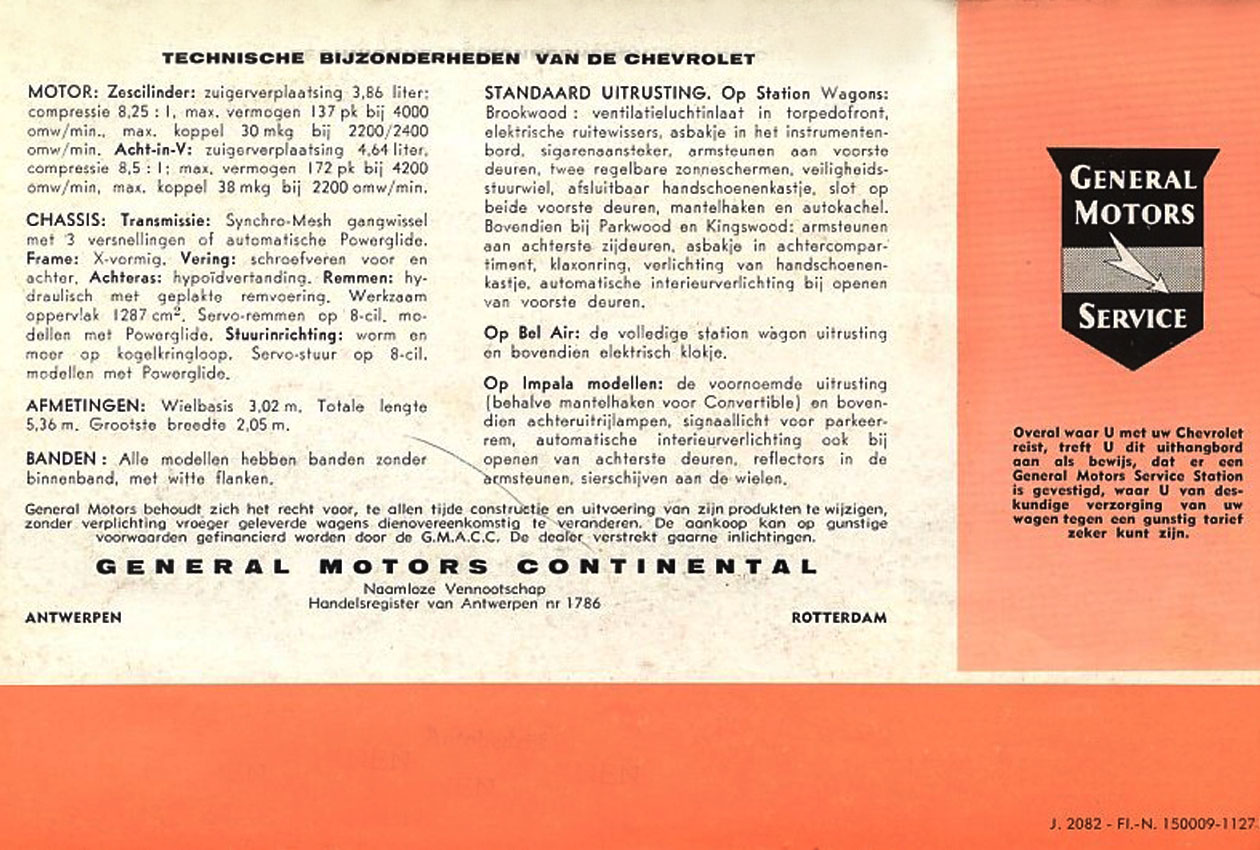 TECHNISCHE BIJZONDERHEDEN VAN DE CHEVROLET
MOTOR: Zescilinder: zuigerverplaatsing 3,86 liter;
compressie 8,25 : 1, max. vermogen 137 pk bij 4000
omw/min., max. koppel 30 mkg bij 2200/2400
omw/min. Acht-in-V: zuigerverplaatsing 4,64 liter,
compressie 8,5 : 1; max. vermogen 172 pk bij 4200
omw/min, max. koppel 38 mkg bij 2200 omw/min.
CHASSIS: Transmissie: Synchro-Mesh gangwissel
met 3 versnellingen of automatische Powerglide.
Frame: X-vormig. Vering: schroefveren voor en
achter. Achteras: hypoïdvertanding. Remmen: hy-
draulisch met geplakte remvoering. Werkzaam
oppervlak 1287 cm². Servo-remmen op 8-cil. mo-
dellen met Powerglide. Stuurinrichting: worm en
moer op kogelkringloop. Servo-stuur op 8-cil.
modellen met Powerglide.
AFMETINGEN: Wielbasis 3,02 m. Totale lengte
5,36 m. Grootste breedte 2,05 m.
BANDEN : Alle modellen hebben banden zonder
binnenband, met witte flanken.
STANDAARD UITRUSTING. Op Station Wagons:
Brookwood : ventilatieluchtinlaat in torpedofront,
elektrische ruitewissers, asbakje in het instrumenten-
bord, sigarenaansteker, armsteunen aan voorste
deuren, twee regelbare zonneschermen, veiligheids-
stuurwiel, afsluitbaar handschoenenkastje, slot op
beide voorste deuren, mantelhaken en autokachel.
Bovendien bij Parkwood en Kingswood: armsteunen
aan achterste zijdeuren, asbakje in achtercompar-
timent, klaxonring, verlichting van handschoenen-
kastje, automatische interieurverlichting bij openen
van voorste deuren.
Op Bel Air: de volledige station wagon uitrusting
en bovendien elektrisch klokje.
Op Impala modellen: de voornoemde uitrusting
(behalve mantelhaken voor Convertible) en boven-
dien achteruitrijlampen, signaallicht voor parkeer-
rem, automatische interieurverlichting ook bij
openen van achterste deuren, reflectors in de
armsteunen, sierschijven aan de wielen.
General Motors behoudt zich het recht voor, te allen tijde constructie en uitvoering van zijn produkten te wijzigen,
zonder verplichting vroeger geleverde wagens dienovereenkomstig te veranderen. De aankoop kan op gunstige
voorwaarden gefinancierd worden door de G.M.A.C.C. De dealer verstrekt gaarne inlichtingen.
GENERAL MOTORS CONTINENTAL
Naamloze Vennootschap
Handelsregister van Antwerpen nr 1786
ANTWERPEN ROTTERDAM
GENERAL
MOTORS
SERVICE
Overal waar U met uw Chevrolet
reist, treft U dit uithangbord
aan als bewijs, dat er een
General Motors Service Station
is gevestigd, waar U van des-
kundige verzorging van uw
wagen tegen een gunstig tarief
zeker kunt zijn.
J. 2082 - Fl.-N. 150009-1127